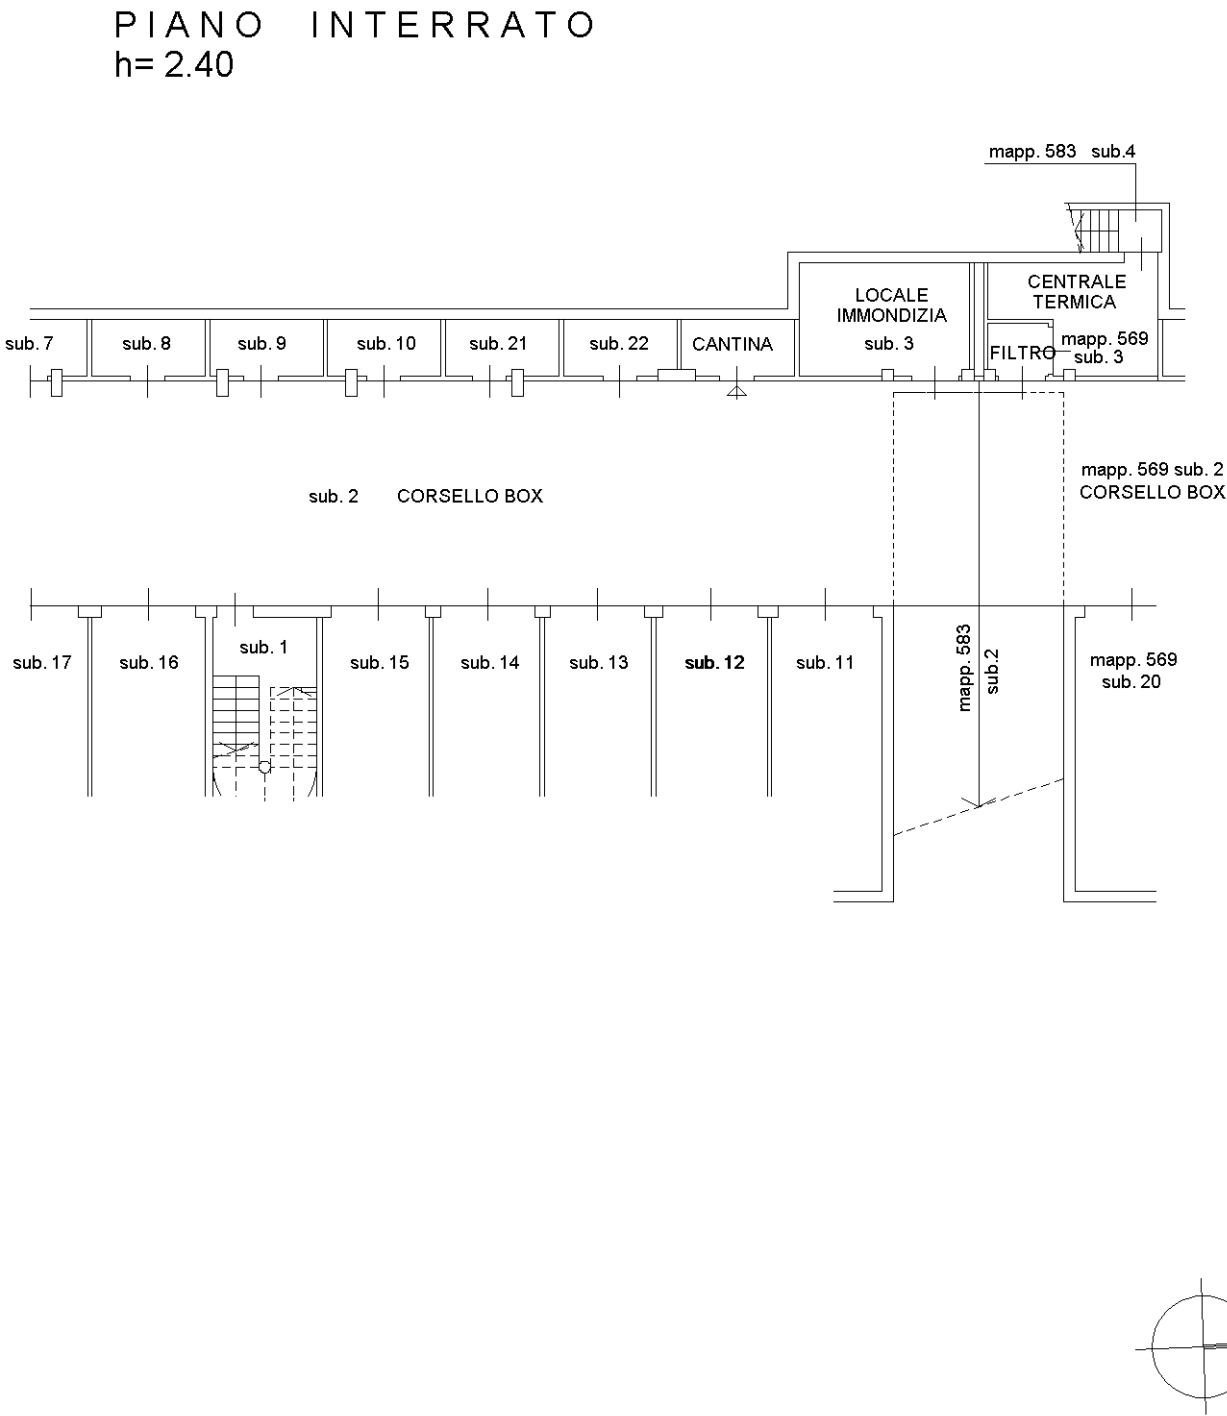 PIANO INTERRATO
h= 2.40
mapp. 583 sub.4
CENTRALE
TERMICA
LOCALE
IMMONDIZIA
sub. 3
FILTRO
mapp. 569
sub. 3
sub. 7
sub. 8
sub. 9
sub. 10
sub. 21
sub. 22
CANTINA
sub. 2 CORSELLO BOX
mapp. 569 sub. 2
CORSELLO BOX
sub. 17
sub. 16
sub. 1
sub. 15
sub. 14
sub. 13
sub. 12
sub. 11
mapp. 583
sub.2
mapp. 569
sub. 20